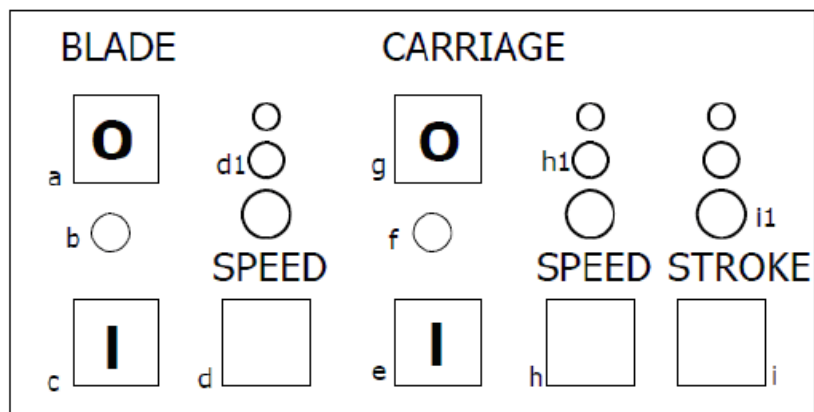 BLADE CARRIAGE
a O d1 g O h1
b f i1
SPEED SPEED STROKE
c I d e I h i